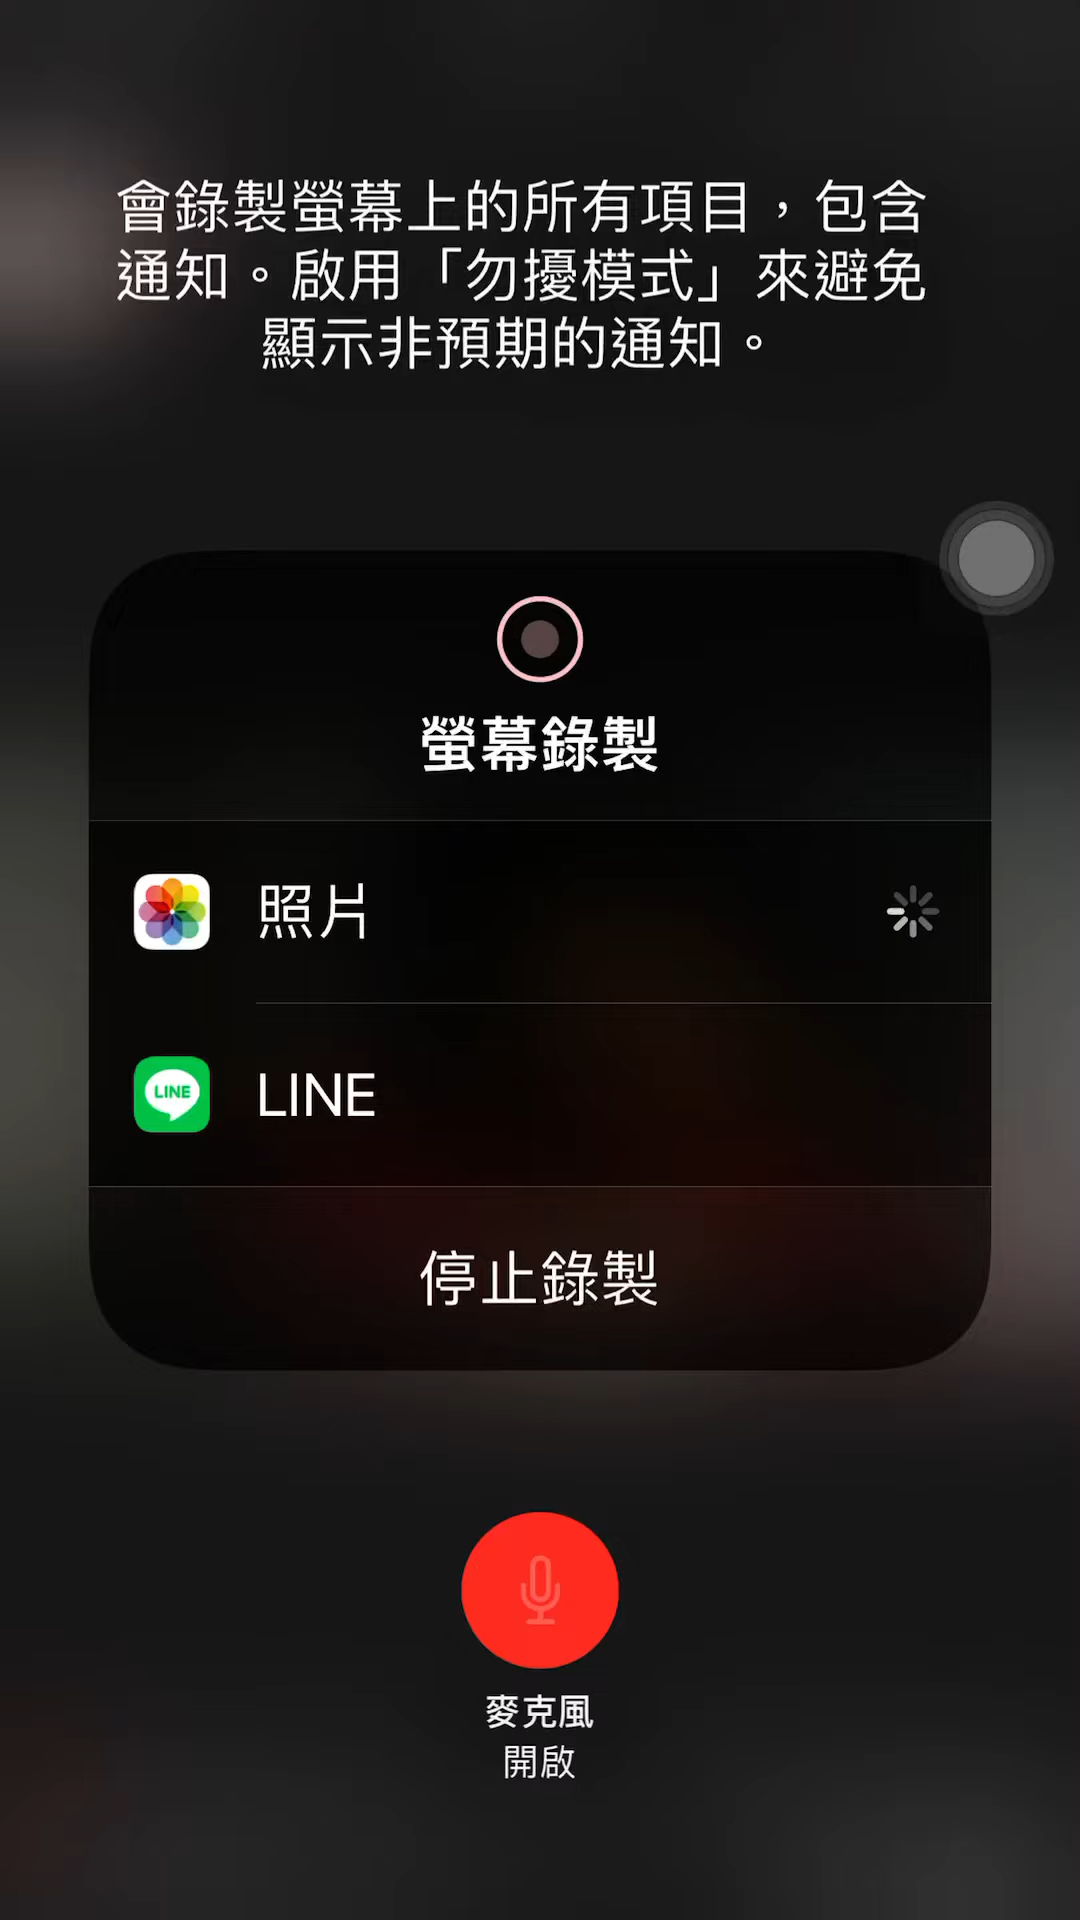 會錄製螢幕上的所有項目，包含
通知。啟用「勿擾模式」來避免
顯示非預期的通知。
螢幕錄製
照片
LINE
LINE
停止錄製
麥克風
開啟